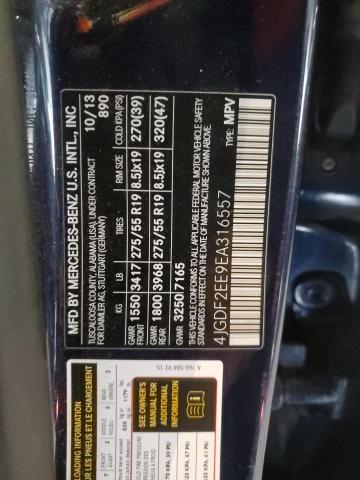 MFD BY MERCEDES-BENZ U.S. INTL., INC
TUSCALOOSA COUNTY, ALABAMA (USA), UNDER CONTRACT 10/13
FOR DAIMLER AG, STUTTGART (GERMANY) 890
KG LB TIRES RIM SIZE COLD KPA/(PSI)
GAWR 1550 3417 275/55 R19 8.5Jx19 270(39)
GAWR 1800 3968 275/55 R19 8.5Jx19 320(47)
GVWR 3250 7165
THIS VEHICLE CONFORMS TO ALL APPLICABLE FEDERAL MOTOR VEHICLE SAFETY
STANDARDS IN EFFECT ON THE DATE OF MANUFACTURE SHOWN ABOVE.
4JGDF2EE9EA316557 TYPE: MPV
A 166 584 92 15
LOADING INFORMATION
SUR LES PNEUS ET LE CHARGEMENT
SEE OWNER'S
MANUAL FOR
ADDITIONAL
INFORMATION